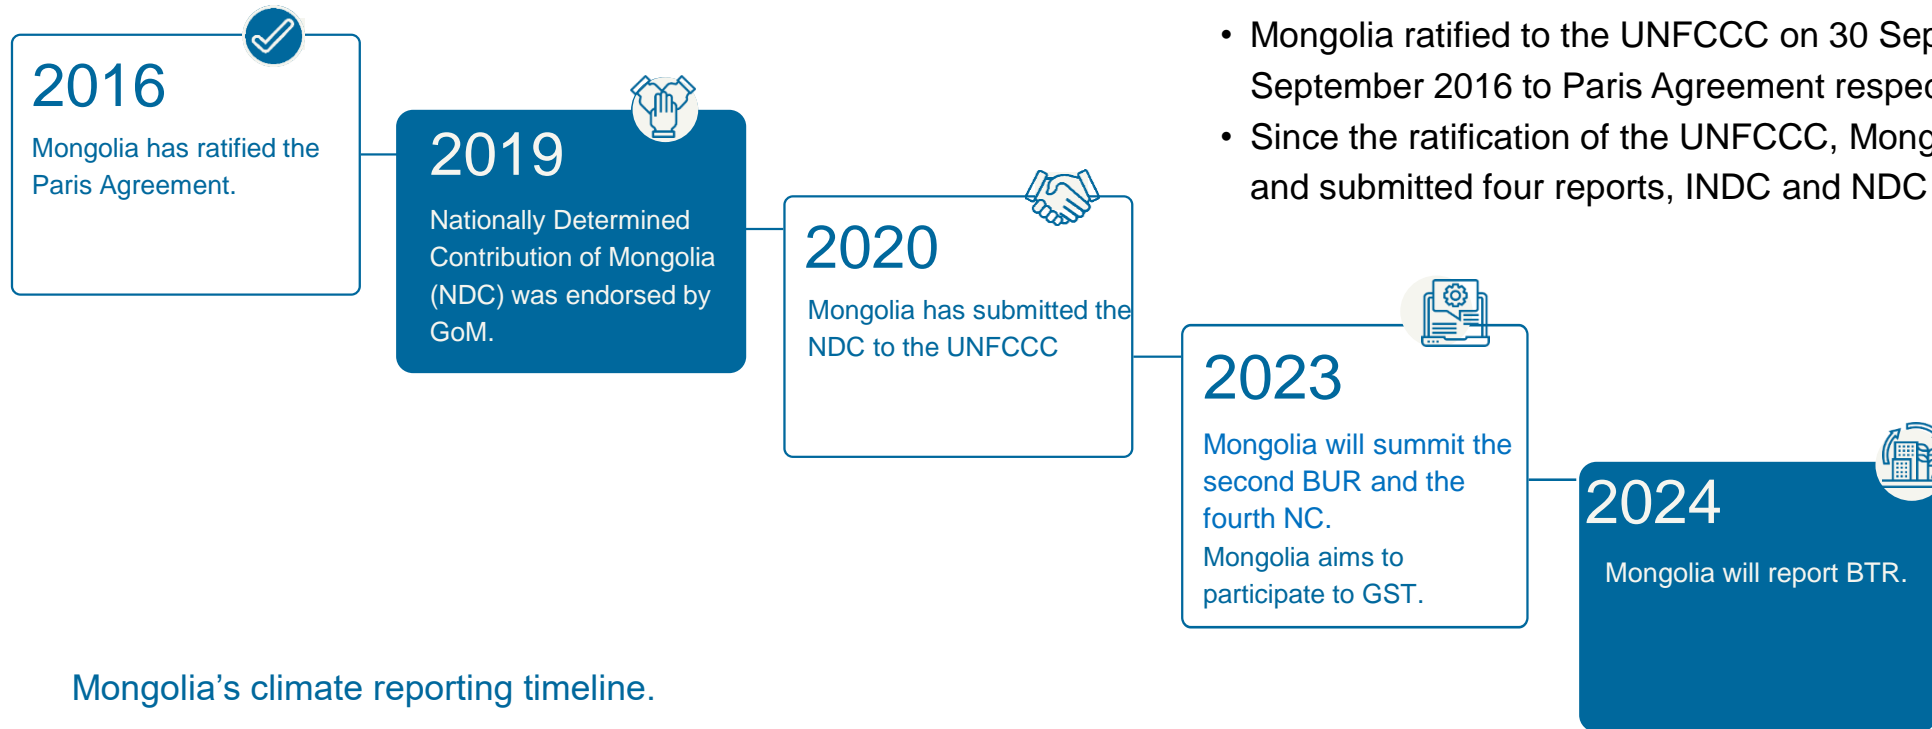 2016
Mongolia has ratified the
Paris Agreement.
2019
Nationally Determined
Contribution of Mongolia
(NDC) was endorsed by
GoM.
2020
Mongolia has submitted the
NDC to the UNFCCC
2023
Mongolia will summit the
second BUR and the
fourth NC.
Mongolia aims to
participate to GST.
2024
Mongolia will report BTR.
• Mongolia ratified to the UNFCCC on 30
September 2016 to Paris Agreement
• Since the ratification of the UNFCCC,
and submitted four reports, INDC and NDC
Mongolia’s climate reporting timeline.